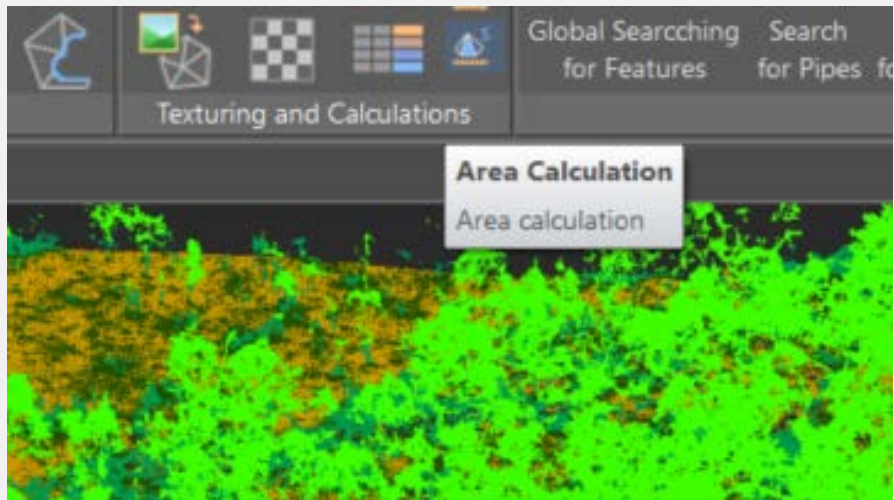 Global Searcching
for Features
Search
for Pipes
Texturing and Calculations
Area Calculation
Area calculation